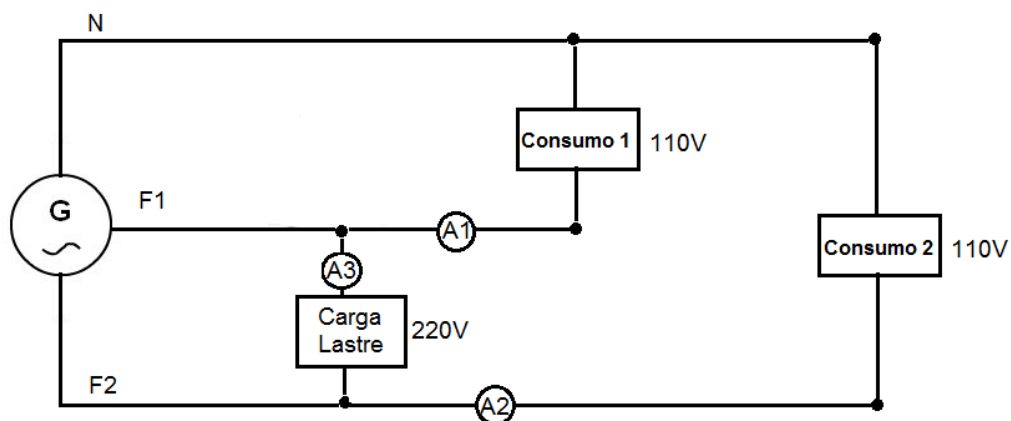 N
Consumo 1
110V
F1
G
A1
A3
Consumo 2
110V
Carga
Lastre
220V
F2
A2